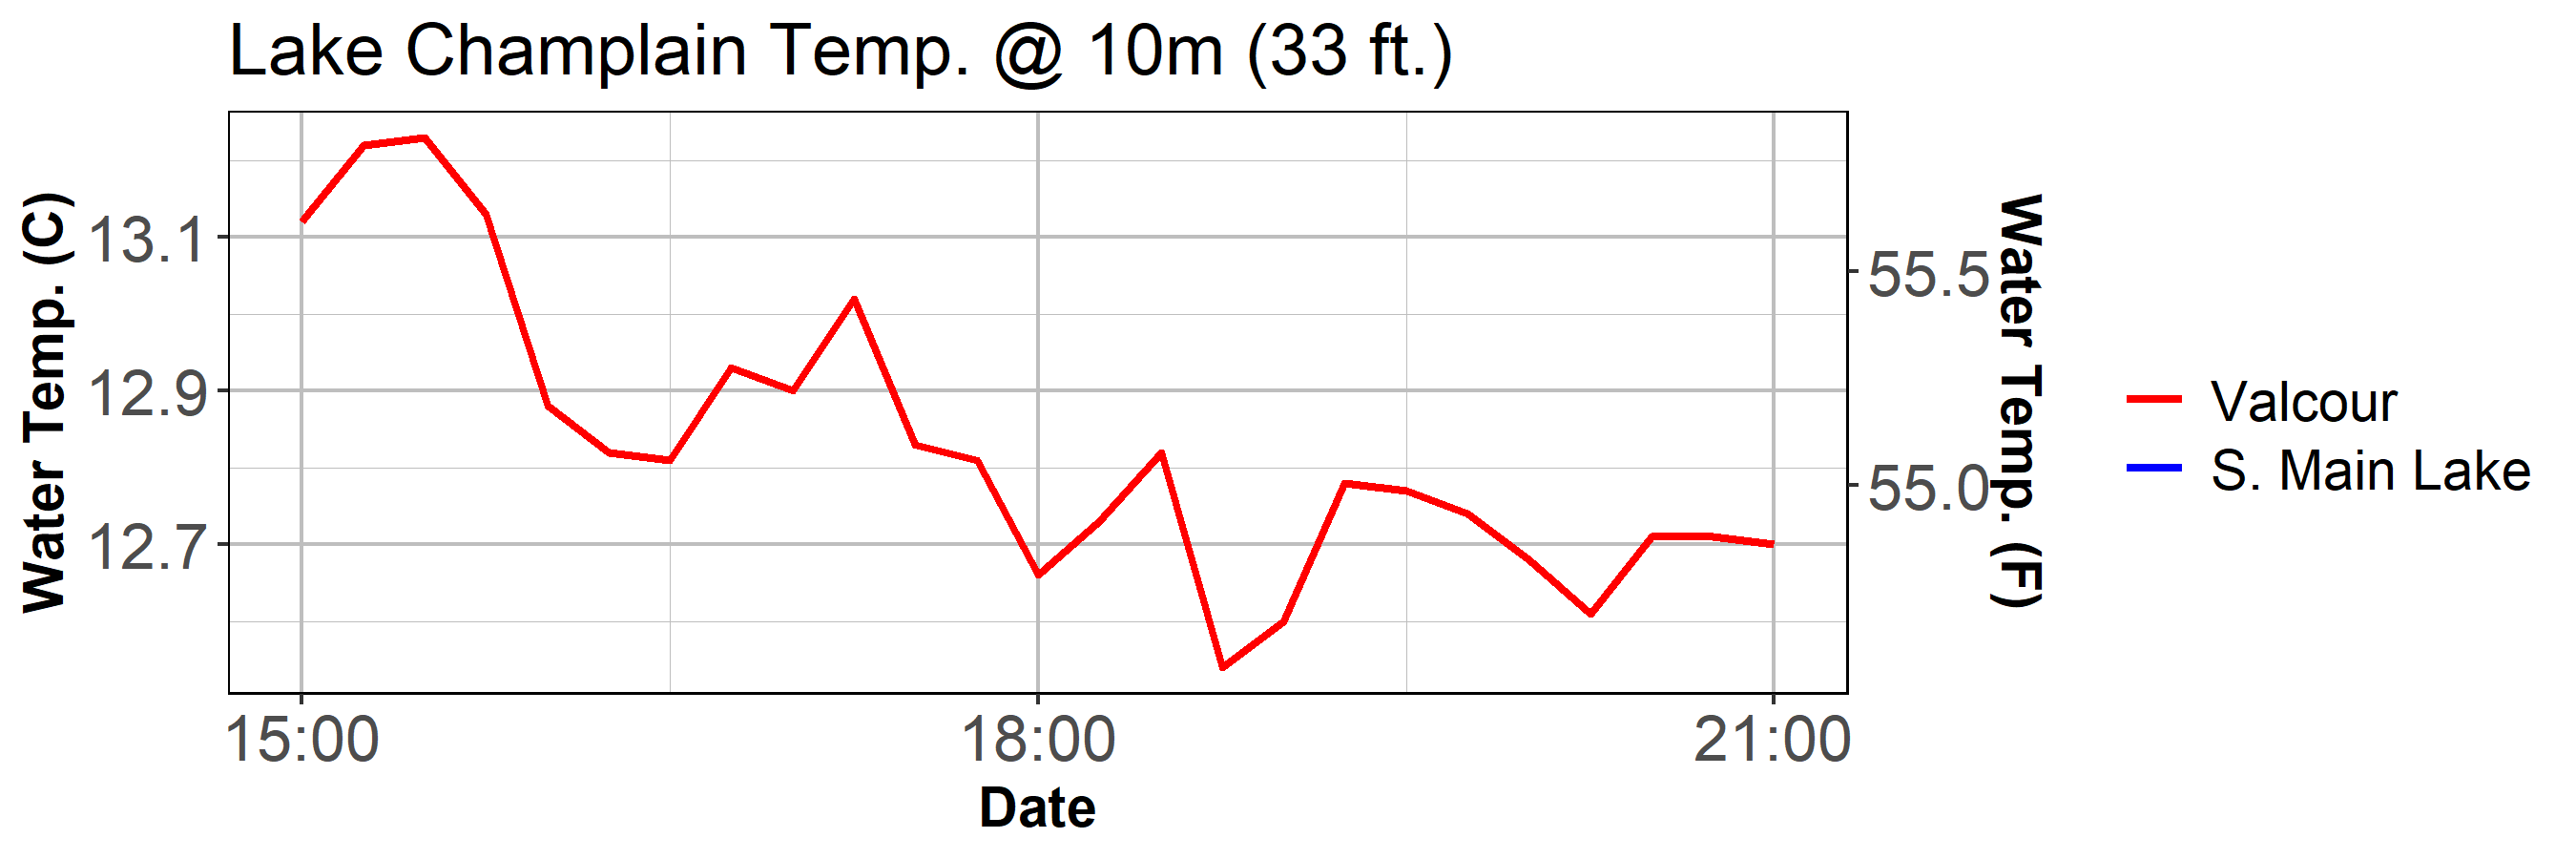 Lake Champlain Temp. @ 10m (33 ft.)
Water Temp. (C)
13.1
12.9
12.7
55.5
55.0
Water Temp. (F)
15:00
18:00
21:00
Date
Valcour
S. Main Lake